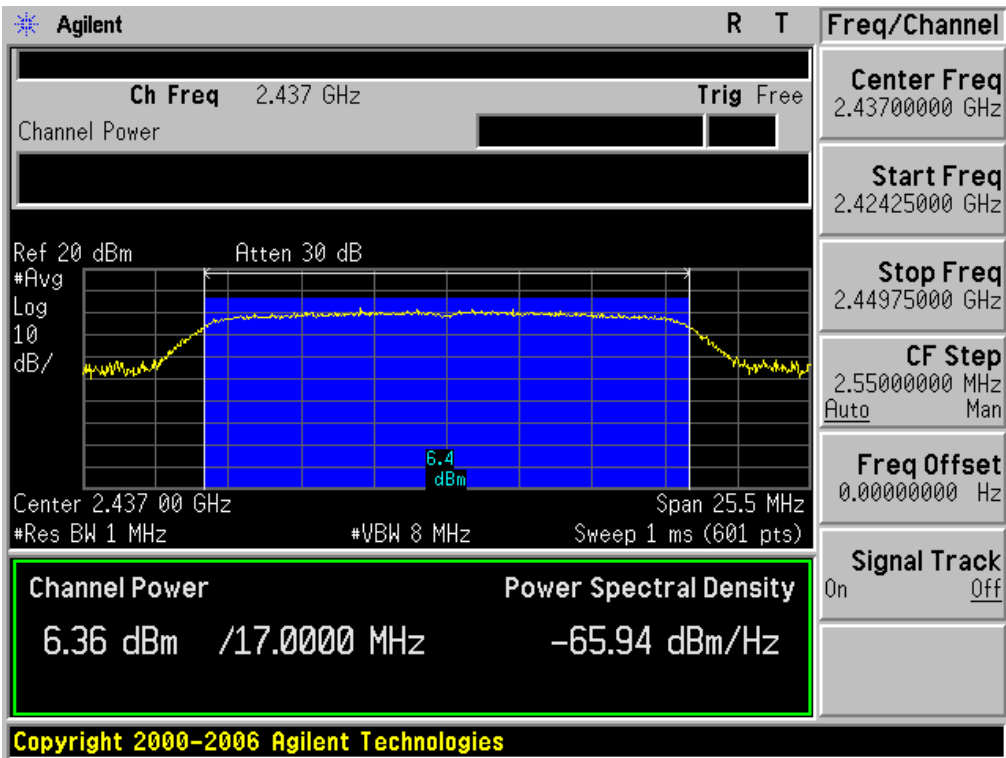 Agilent R T
Ch Freq 2.437 GHz Trig Free
Channel Power
Ref 20 dBm Atten 30 dB
#Avg
Log
10
dB/
6.4
dBm
Center 2.437 00 GHz Span 25.5 MHz
#Res BW 1 MHz #VBW 8 MHz Sweep 1 ms (601 pts)
Channel Power Power Spectral Density
6.36 dBm /17.0000 MHz -65.94 dBm/Hz
Copyright 2000-2006 Agilent Technologies
Freq/Channel
Center Freq
2.43700000 GHz
Start Freq
2.42425000 GHz
Stop Freq
2.44975000 GHz
CF Step
2.55000000 MHz
Auto Man
Freq Offset
0.00000000 Hz
Signal Track
On Off